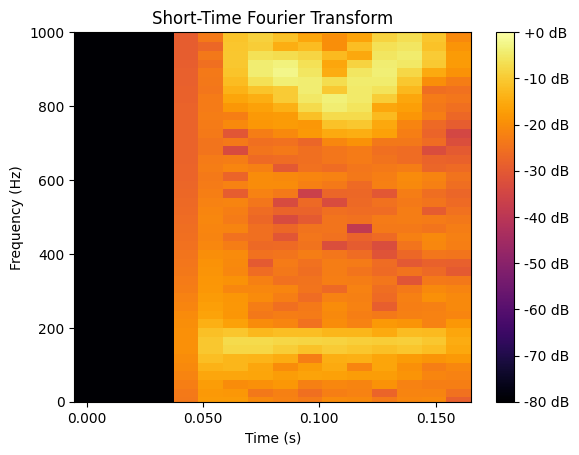 Short-Time Fourier Transform
1000
800
600
400
200
0
Frequency (Hz)
0.000
0.050
0.100
0.150
Time (s)
+0 dB
-10 dB
-20 dB
-30 dB
-40 dB
-50 dB
-60 dB
-70 dB
-80 dB